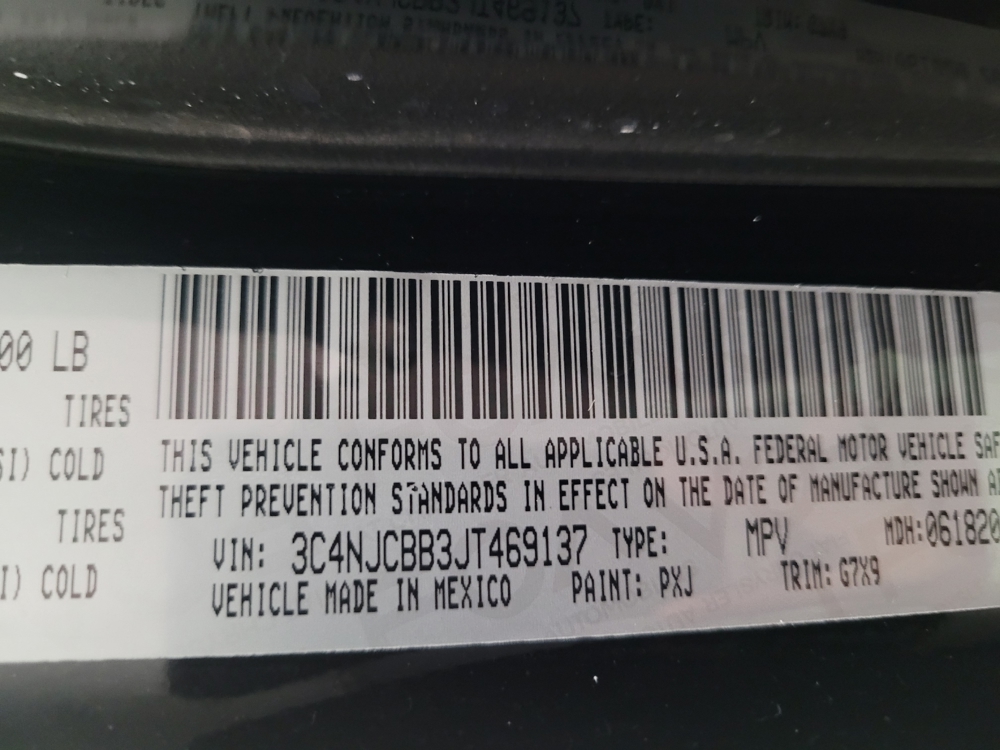 00 LB
TIRES
SI) COLD
TIRES
I) COLD
THIS VEHICLE CONFORMS TO ALL APPLICABLE U.S.A. FEDERAL MOTOR VEHICLE SAF
THEFT PREVENTION STANDARDS IN EFFECT ON THE DATE OF MANUFACTURE SHOWN A
VIN: 3C4NJCBB3JT469137 TYPE: MPV MDH:061820
VEHICLE MADE IN MEXICO PAINT: PXJ TRIM: G7X9